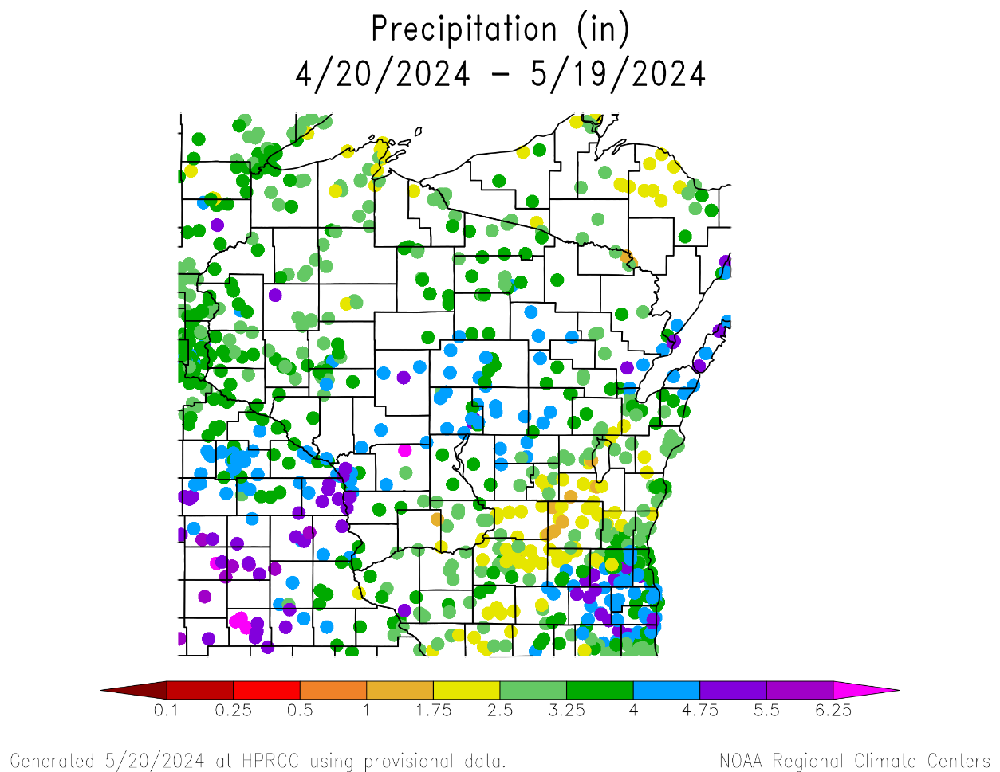 Precipitation (in)
4/20/2024 – 5/19/2024
0.1 0.25 0.5 1 1.75 2.5 3.25 4 4.75 5.5 6.25
Generated 5/20/2024 at HPRCC using provisional data.
NOAA Regional Climate Centers